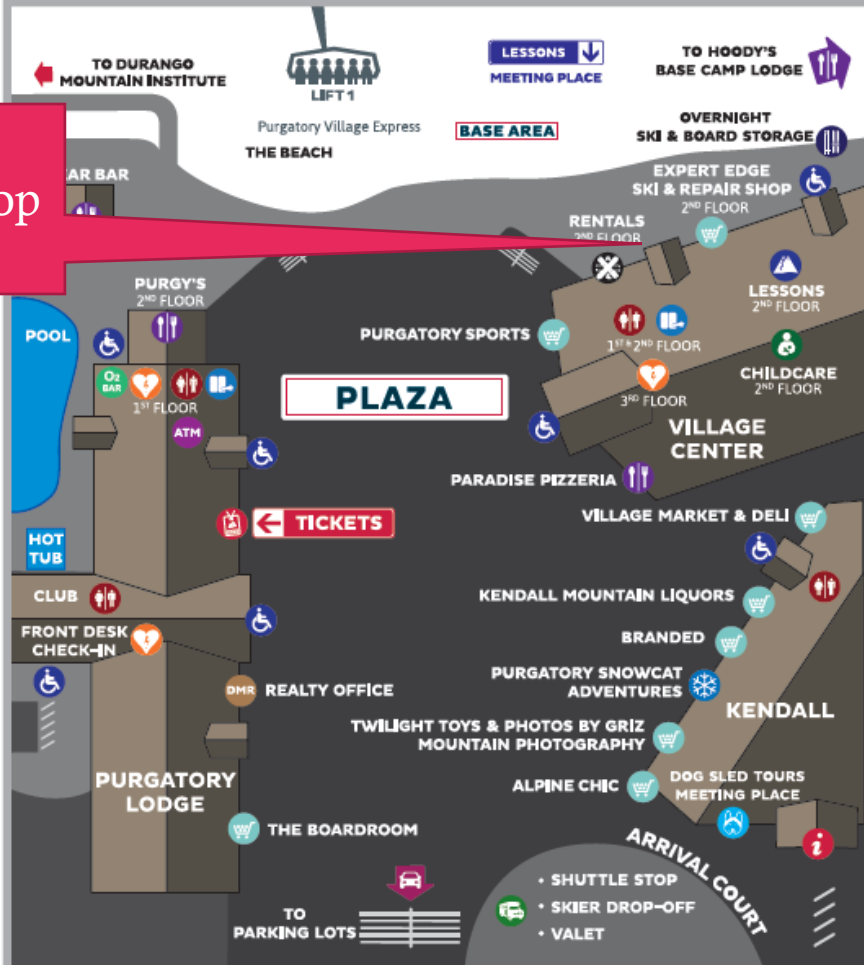 TO DURANGO
MOUNTAIN INSTITUTE
LIFT 1
LESSONS
MEETING PLACE
TO HOODY'S
BASE CAMP LODGE
Purgatory Village Express
BASE AREA
THE BEACH
OVERNIGHT
SKI & BOARD STORAGE
BAR
EXPERT EDGE
SKI & REPAIR SHOP
2ND FLOOR
RENTALS
2ND FLOOR
PURGY'S
2ND FLOOR
LESSONS
2ND FLOOR
POOL
PURGATORY SPORTS
1ST & 2ND FLOOR
CHILDCARE
2ND FLOOR
O2
BAR
1ST FLOOR
PLAZA
3RD FLOOR
ATM
VILLAGE
CENTER
PARADISE PIZZERIA
TICKETS
VILLAGE MARKET & DELI
HOT
TUB
CLUB
KENDALL MOUNTAIN LIQUORS
FRONT DESK
CHECK-IN
BRANDED
DMR REALTY OFFICE
PURGATORY SNOWCAT
ADVENTURES
KENDALL
TWILIGHT TOYS & PHOTOS BY GRIZ
MOUNTAIN PHOTOGRAPHY
PURGATORY
LODGE
ALPINE CHIC
DOG SLED TOURS
MEETING PLACE
THE BOARDROOM
i
ARRIVAL COURT
• SHUTTLE STOP
• SKIER DROP-OFF
• VALET
TO
PARKING LOTS